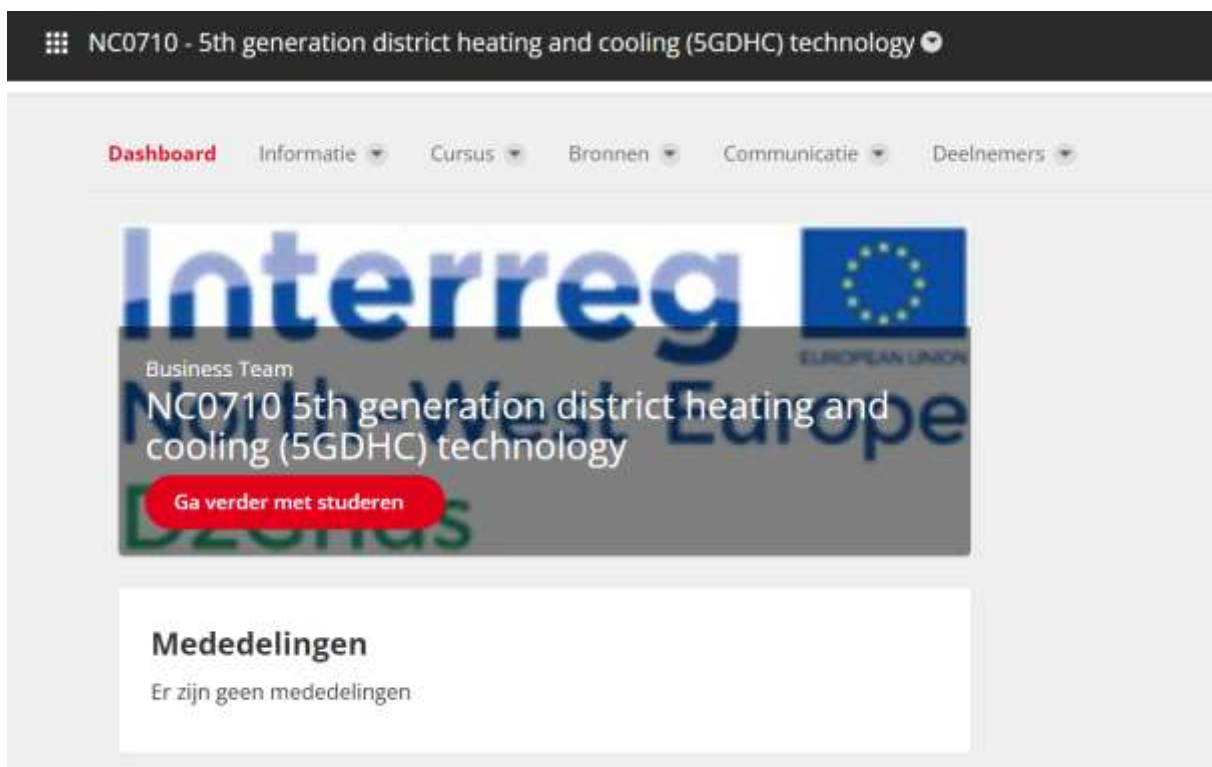 NC0710 - 5th generation district heating and cooling (5GDHC) technology
Dashboard Informatie Cursus Bronnen Communicatie Deelnemers
Interreg
EUROPEAN UNION
Business Team
North-West Europe
NC0710 5th generation district heating and
cooling (5GDHC) technology
Ga verder met studeren
D2Grids
Mededelingen
Er zijn geen mededelingen